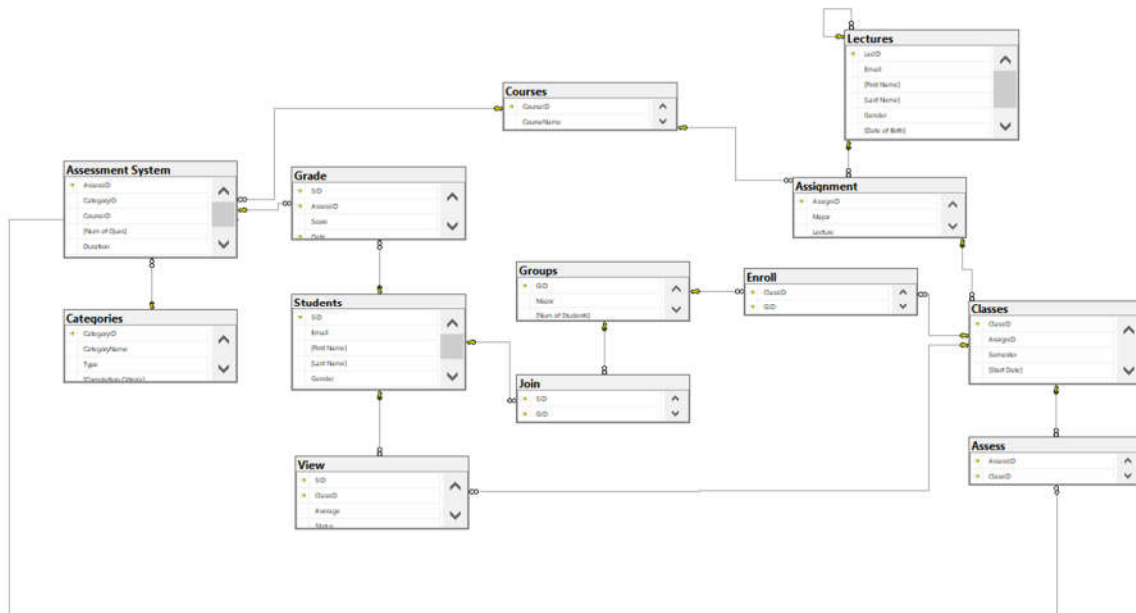 Lectures
LecID
Email
[First Name]
[Last Name]
Gender
[Date of Birth]
Courses
CourseID
CourseName
Assessment System
AssessID
CategoryID
CourseID
[Num of Ques]
Duration
Grade
SID
AssessID
Score
Date
Assignment
AssignID
Major
Lecture
Groups
GID
Major
[Num of Students]
Enroll
ClassID
GID
Students
SID
Email
[First Name]
[Last Name]
Gender
Classes
ClassID
AssignID
Semester
[Start Date]
Categories
CategoryID
CategoryName
Type
Join
SID
GID
Assess
AssessID
ClassID
View
SID
ClassID
Average
Status